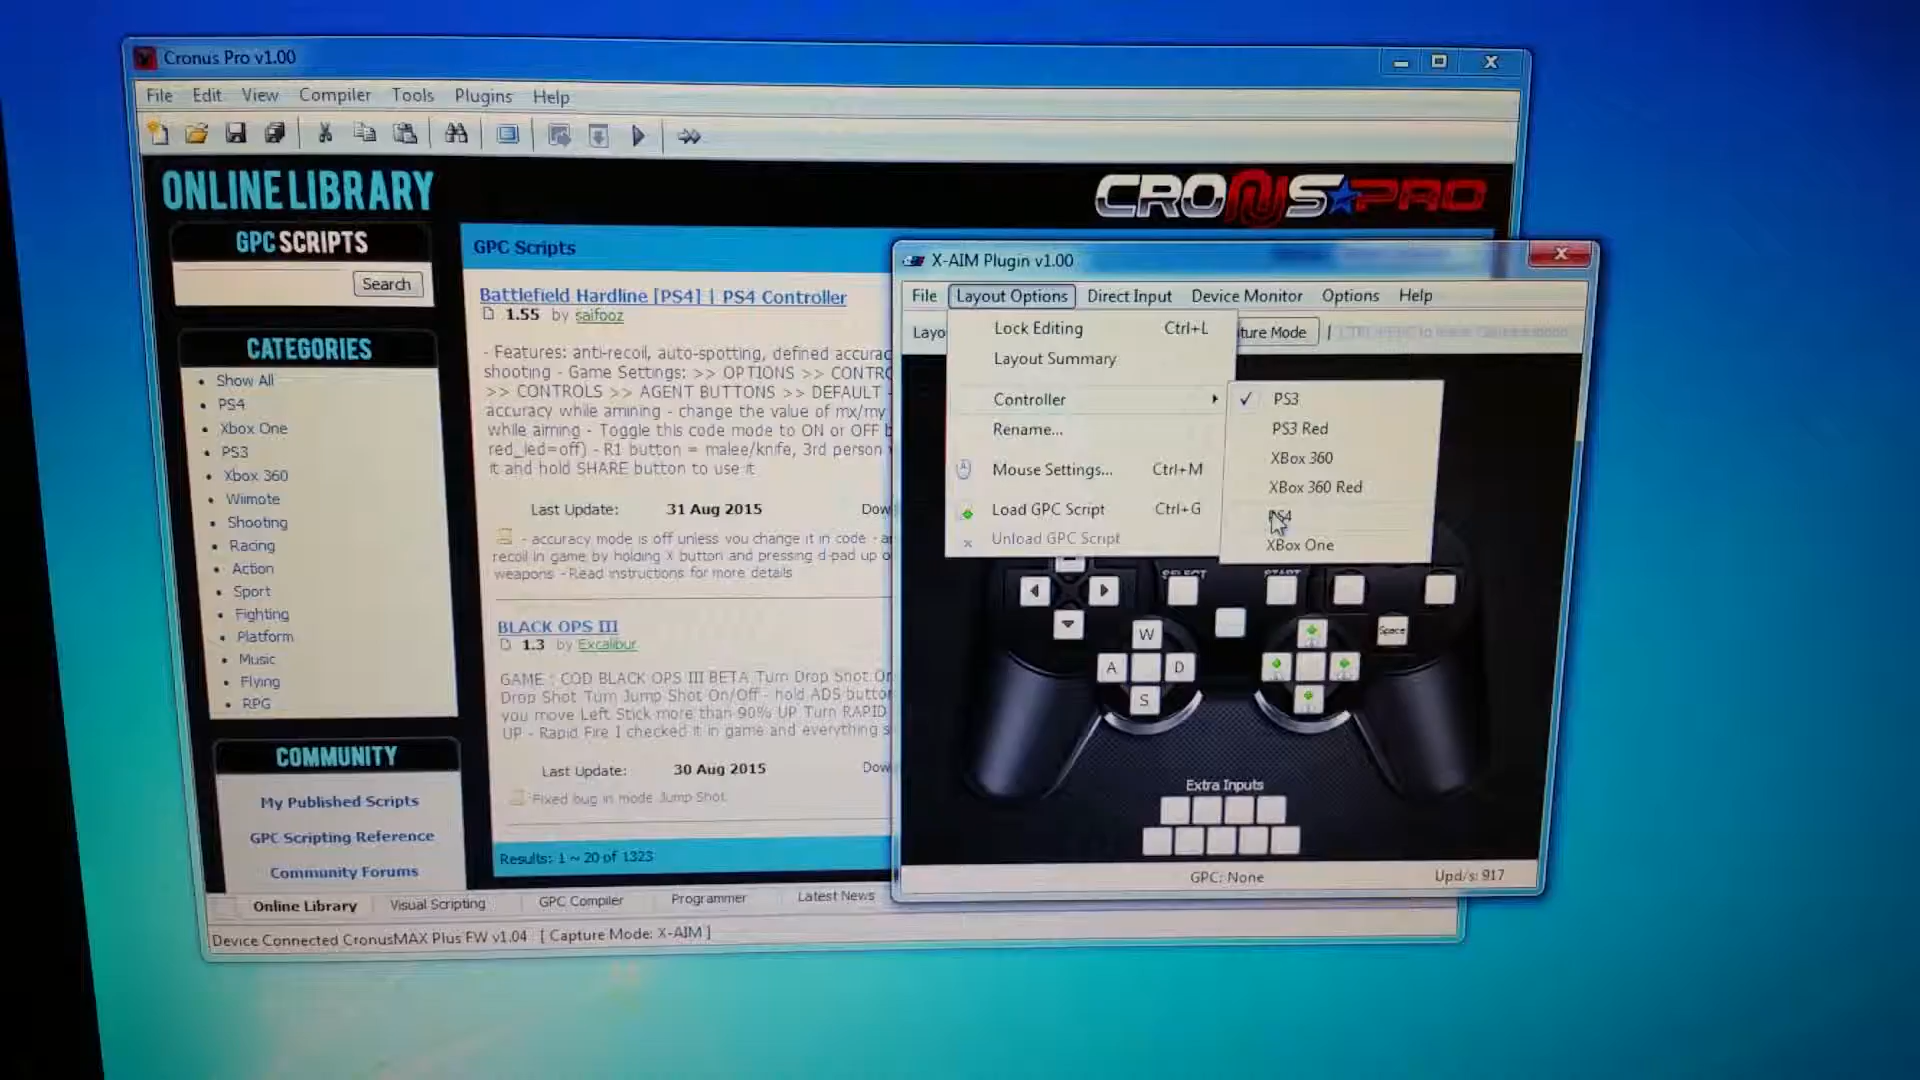 Cronus Pro v1.00
File Edit View Compiler Tools Plugins Help
ONLINE LIBRARY
CRONUS PRO
GPC SCRIPTS
Search
CATEGORIES
Show All
PS4
Xbox One
PS3
Xbox 360
Wiimote
Shooting
Racing
Action
Sport
Fighting
Platform
Music
Flying
RPG
COMMUNITY
My Published Scripts
GPC Scripting Reference
Community Forums
GPC Scripts
Battlefield Hardline [PS4] | PS4 Controller
1.55 by saifooz
- Features: anti-recoil, auto-spotting, defined accurac
shooting - Game Settings: >> OPTIONS >> CONTRO
>> CONTROLS >> AGENT BUTTONS >> DEFAULT -
accuracy while amining - change the value of mx/my
while aiming - Toggle this code mode to ON or OFF b
red_led=off) - R1 button = malee/knife, 3rd person
it and hold SHARE button to use it
Last Update: 31 Aug 2015 Dow
- accuracy mode is off unless you change it in code - a
recoil in game by holding X button and pressing d-pad up o
weapons - Read instructions for more details
BLACK OPS III
1.3 by Excalibur
GAME : COD BLACK OPS III BETA Turn Drop Shot Or
Drop Shot Turn Jump Shot On/Off - hold ADS button
you move Left Stick more than 90% UP Turn RAPID
UP - Rapid Fire I checked it in game and everything s
Last Update: 30 Aug 2015 Dow
Fixed bug in mode Jump Shot.
Results: 1 ~ 20 of 1323
Online Library Visual Scripting GPC Compiler Programmer Latest News
Device Connected CronusMAX Plus FW v1.04 [ Capture Mode: X-AIM ]
X-AIM Plugin v1.00
File Layout Options Direct Input Device Monitor Options Help
Layo
ture Mode
Lock Editing Ctrl+L
Layout Summary
Controller
Rename...
Mouse Settings... Ctrl+M
Load GPC Script Ctrl+G
Unload GPC Script
PS3
PS3 Red
XBox 360
XBox 360 Red
PS4
XBox One
SELECT
START
W
A
D
S
Space
Extra Inputs
GPC: None
Upd/s: 917